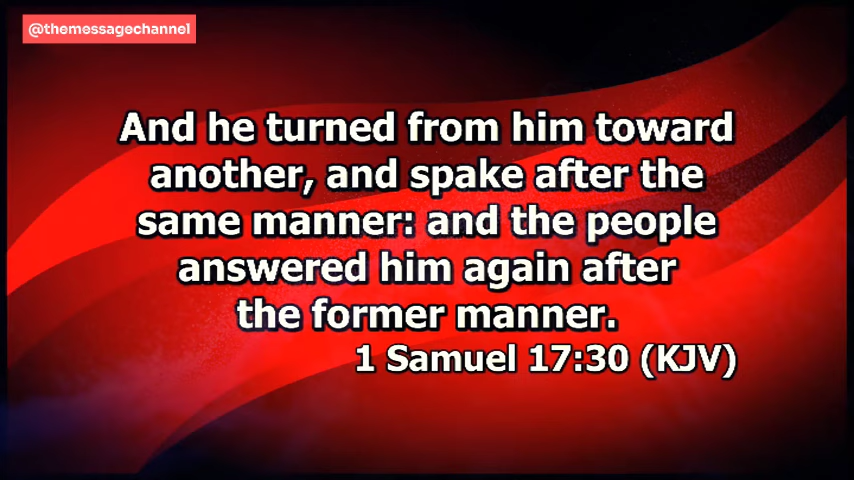 @themessagechannel
And he turned from him toward
another, and spake after the
same manner: and the people
answered him again after
the former manner.
1 Samuel 17:30 (KJV)